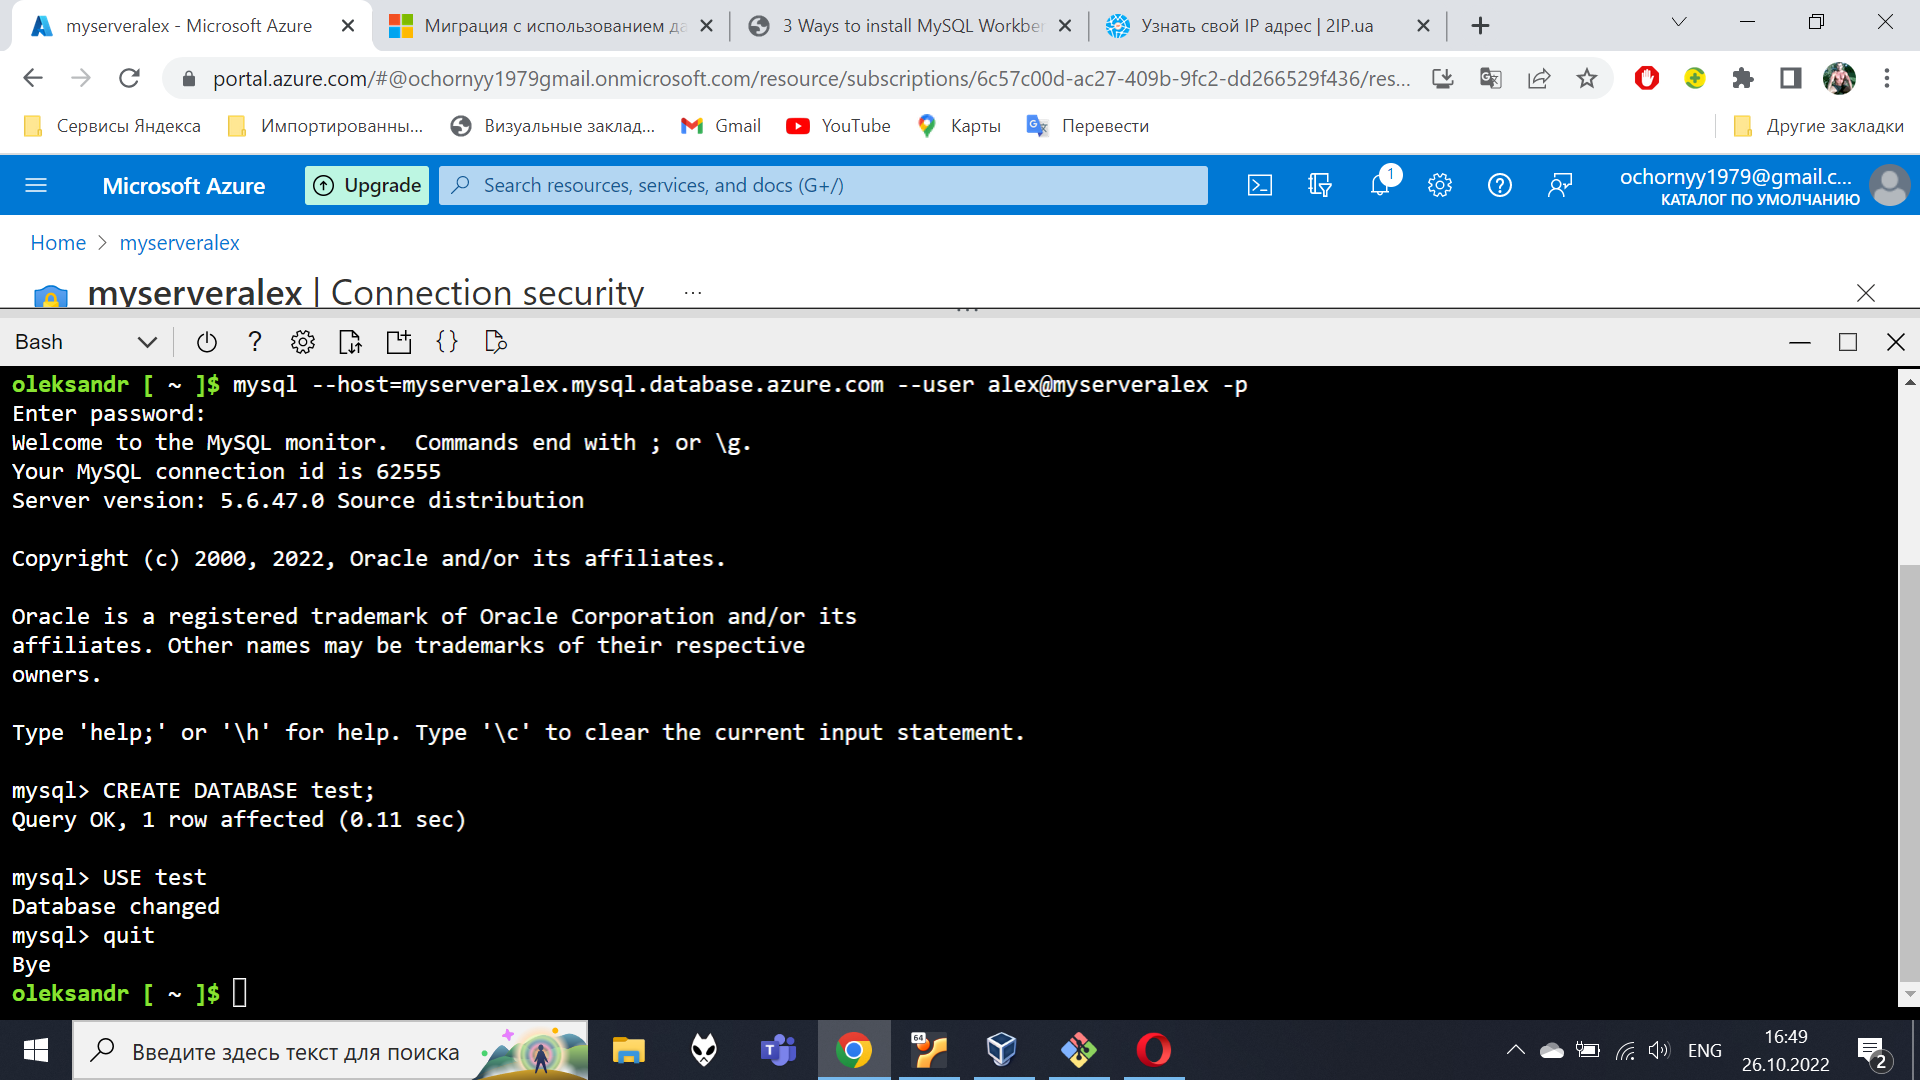 myserveralex - Microsoft Azure
Миграция с использованием да
3 Ways to install MySQL Workber
Узнать свой IP адрес | 2IP.ua
portal.azure.com/#@ochornyy1979gmail.onmicrosoft.com/resource/subscriptions/6c57c00d-ac27-409b-9fc2-dd266529f436/res...
Сервисы Яндекса
Импортированны...
Визуальные заклад...
Gmail
YouTube
Карты
Перевести
Другие закладки
Microsoft Azure
Upgrade
Search resources, services, and docs (G+/)
1
ochornyy1979@gmail.c...
КАТАЛОГ ПО УМОЛЧАНИЮ
Home > myserveralex
myserveralex | Connection security ...
Bash
oleksandr [ ~ ]$ mysql --host=myserveralex.mysql.database.azure.com --user alex@myserveralex -p
Enter password:
Welcome to the MySQL monitor.  Commands end with ; or \g.
Your MySQL connection id is 62555
Server version: 5.6.47.0 Source distribution
Copyright (c) 2000, 2022, Oracle and/or its affiliates.
Oracle is a registered trademark of Oracle Corporation and/or its
affiliates. Other names may be trademarks of their respective
owners.
Type 'help;' or '\h' for help. Type '\c' to clear the current input statement.
mysql> CREATE DATABASE test;
Query OK, 1 row affected (0.11 sec)
mysql> USE test
Database changed
mysql> quit
Bye
oleksandr [ ~ ]$
Введите здесь текст для поиска
64
ENG
16:49
26.10.2022
2